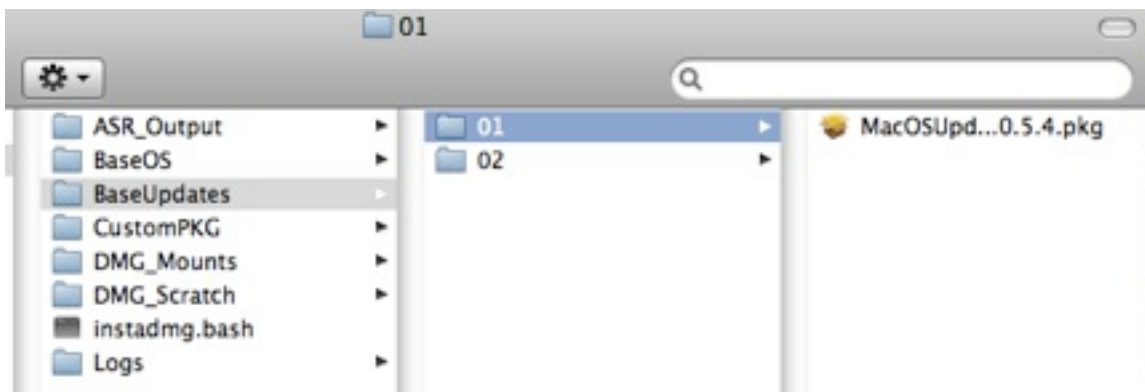 01
ASR_Output
BaseOS
BaseUpdates
CustomPKG
DMG_Mounts
DMG_Scratch
instadmg.bash
Logs
01
02
MacOSUpd...0.5.4.pkg